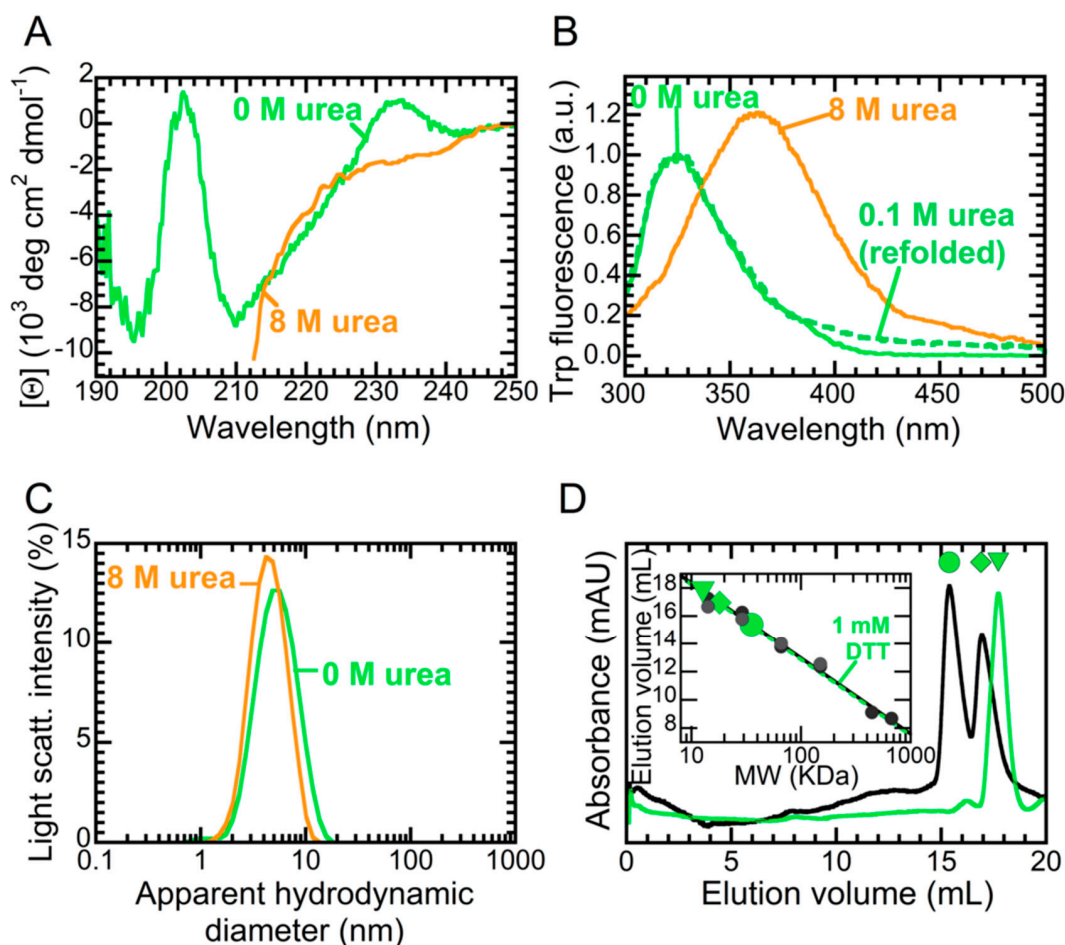 A
[Θ] (10³ deg cm² dmol⁻¹)
2
0
-2
-4
-6
-8
-10
0 M urea
8 M urea
190 200 210 220 230 240 250
Wavelength (nm)
B
Trp fluorescence (a.u.)
1.2
1.0
0.8
0.6
0.4
0.2
0.0
0 M urea
8 M urea
0.1 M urea
(refolded)
300 350 400 450 500
Wavelength (nm)
C
Light scatt. intensity (%)
15
10
5
0
8 M urea
0 M urea
0.1 1 10 100 1000
Apparent hydrodynamic
diameter (nm)
D
Absorbance (mAU)
Elution volume (mL)
18
16
14
12
10
8
1 mM
DTT
10 100 1000
MW (KDa)
0 5 10 15 20
Elution volume (mL)